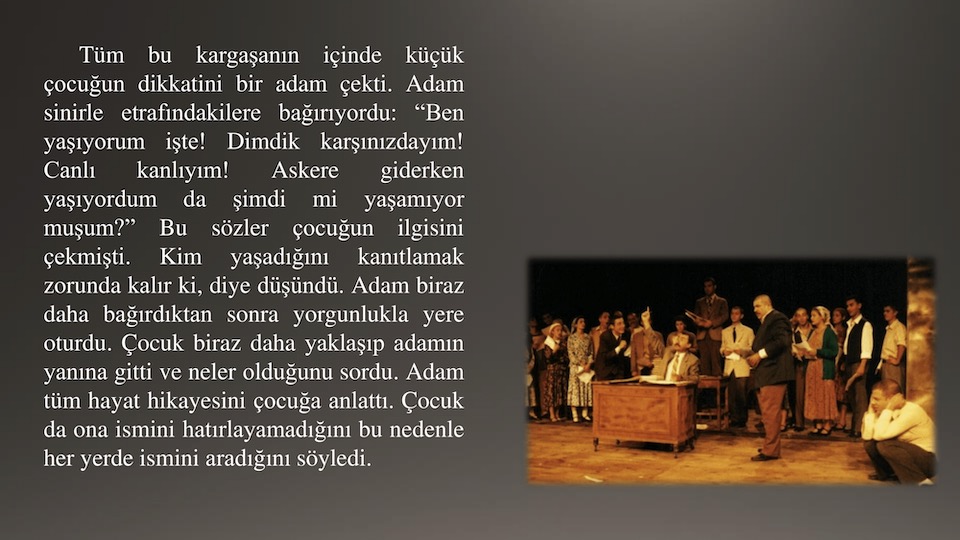 Tüm bu kargaşanın içinde küçük
çocuğun dikkatini bir adam çekti. Adam
sinirle etrafındakilere bağırıyordu: “Ben
yaşıyorum işte! Dimdik karşınızdayım!
Canlı kanlıyım! Askere giderken
yaşıyordum da şimdi mi yaşamıyor
muşum?” Bu sözler çocuğun ilgisini
çekmişti. Kim yaşadığını kanıtlamak
zorunda kalır ki, diye düşündü. Adam biraz
daha bağırdıktan sonra yorgunlukla yere
oturdu. Çocuk biraz daha yaklaşıp adamın
yanına gitti ve neler olduğunu sordu. Adam
tüm hayat hikayesini çocuğa anlattı. Çocuk
da ona ismini hatırlayamadığını bu nedenle
her yerde ismini aradığını söyledi.